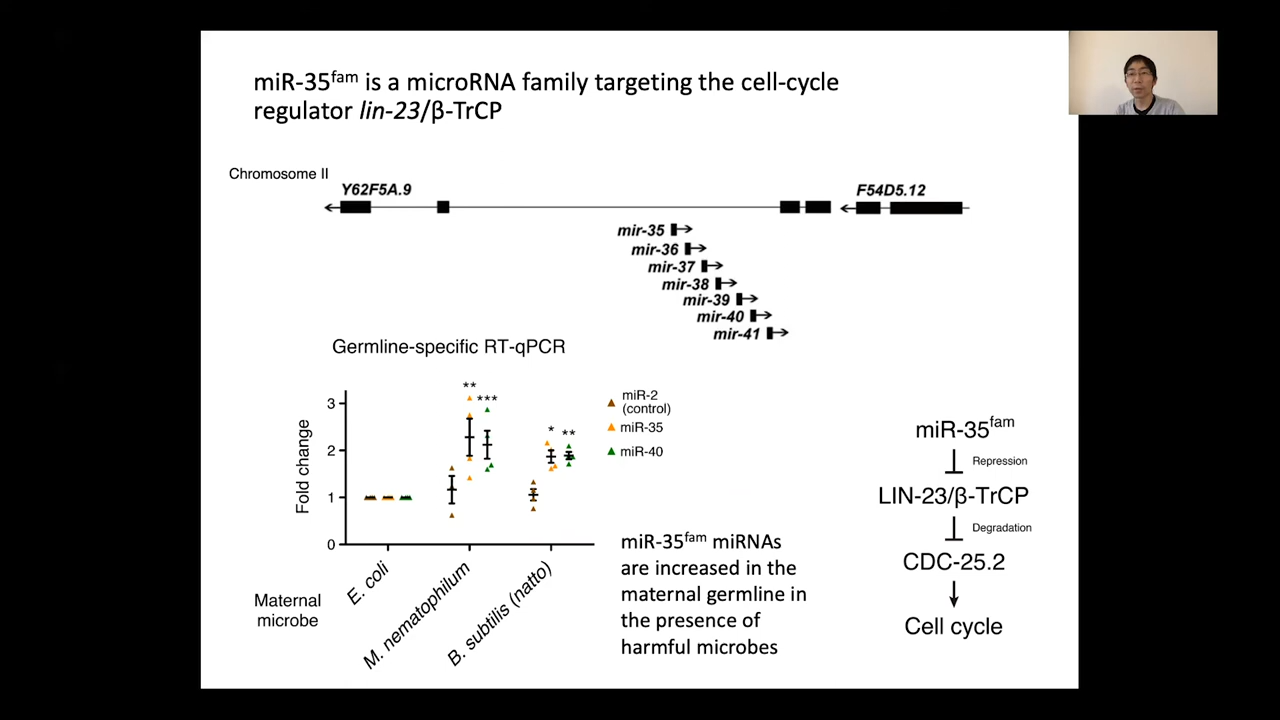 miR-35fam is a microRNA family targeting the cell-cycle
regulator lin-23/β-TrCP
Chromosome II
Y62F5A.9
F54D5.12
mir-35
mir-36
mir-37
mir-38
mir-39
mir-40
mir-41
Germline-specific RT-qPCR
Fold change
3
2
1
0
**
***
*
**
miR-2
(control)
miR-35
miR-40
Maternal
microbe
E. coli
M. nematophilum
B. subtilis (natto)
miR-35fam miRNAs
are increased in the
maternal germline in
the presence of
harmful microbes
miR-35fam
Repression
LIN-23/β-TrCP
Degradation
CDC-25.2
Cell cycle